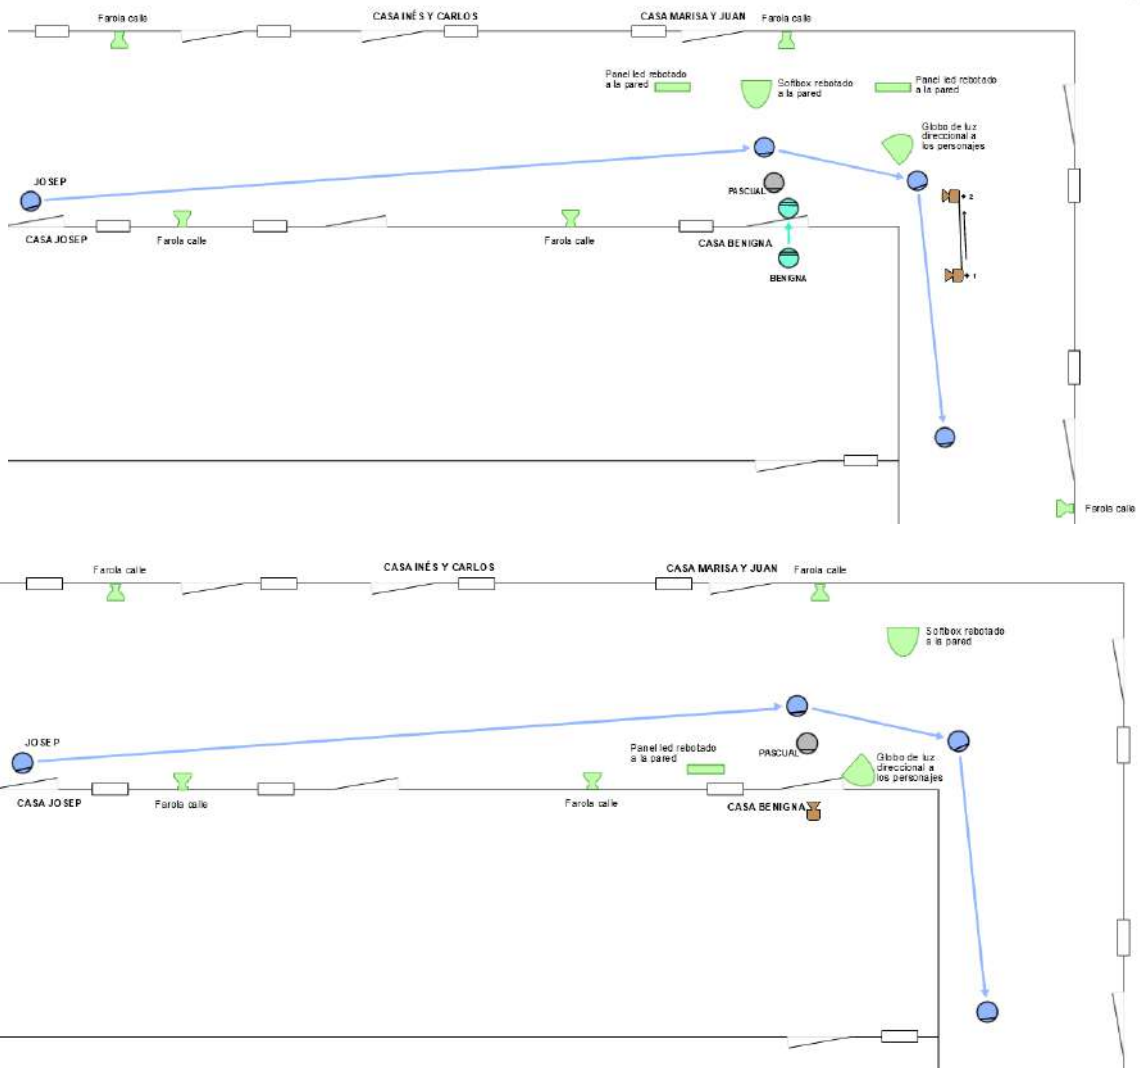 Farola calle
CASA INÉS Y CARLOS
CASA MARISA Y JUAN
Farola calle
Panel led rebotado
a la pared
Softbox rebotado
a la pared
Panel led rebotado
a la pared
Globo de luz
direccional a
los personajes
JOSEP
PASCUAL
2
CASA JOSEP
Farola calle
Farola calle
CASA BENIGNA
BENIGNA
1
Farola calle
Farola calle
CASA INÉS Y CARLOS
CASA MARISA Y JUAN
Farola calle
Softbox rebotado
a la pared
JOSEP
Panel led rebotado
a la pared
PASCUAL
Globo de luz
direccional a
los personajes
CASA JOSEP
Farola calle
Farola calle
CASA BENIGNA